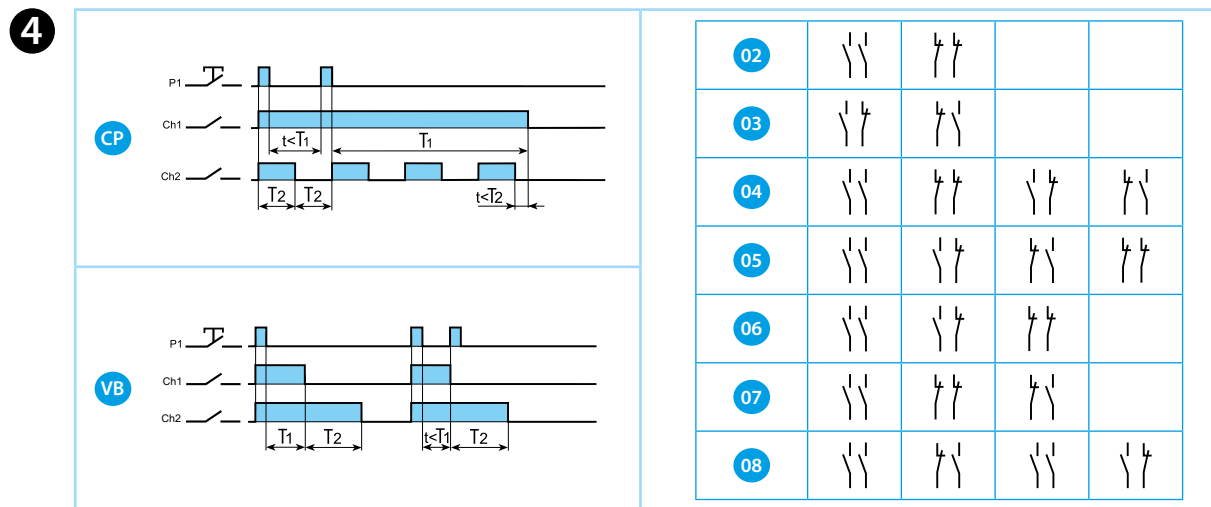 4
CP
P1
Ch1
t<T1 T1
Ch2
T2 T2 t<T2
VB
P1
Ch1
Ch2
T1 T2 t<T1 T2
02
03
04
05
06
07
08